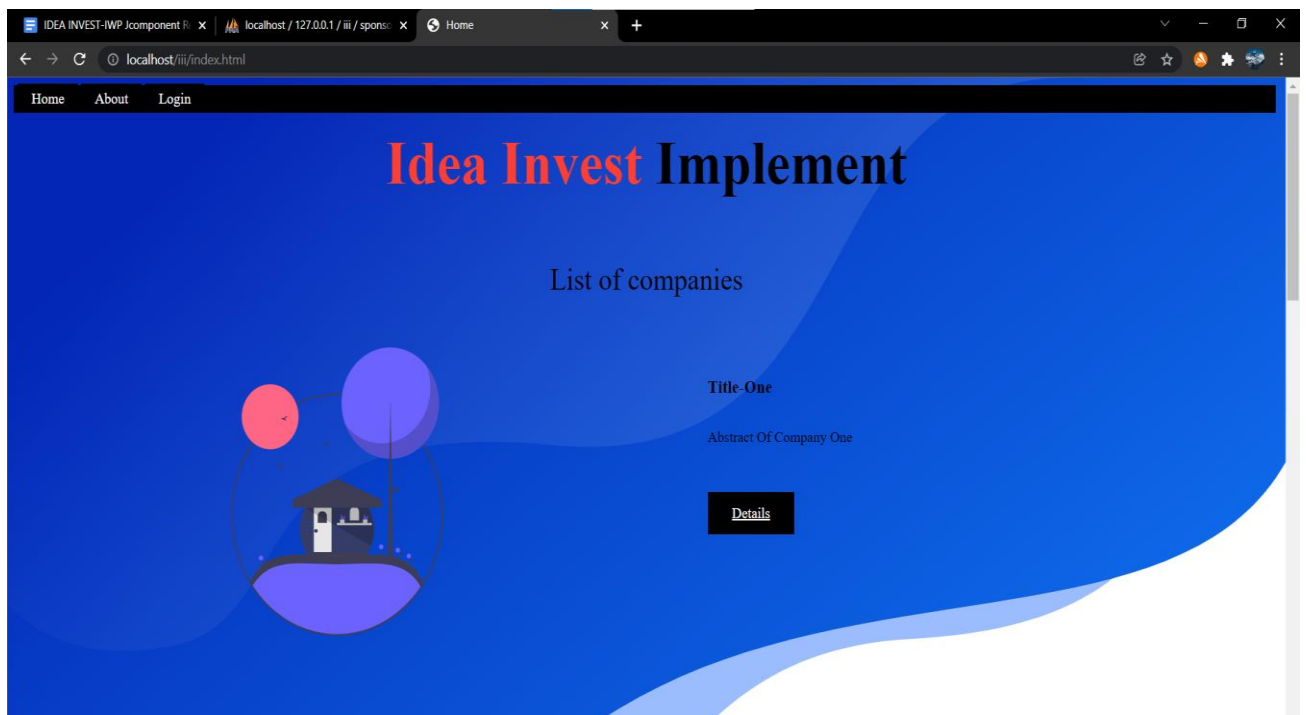 IDEA INVEST-IWP Jcomponent Re
localhost / 127.0.0.1 / iii / sponsc
Home
localhost/iii/index.html
Home About Login
Idea Invest Implement
List of companies
Title-One
Abstract Of Company One
Details